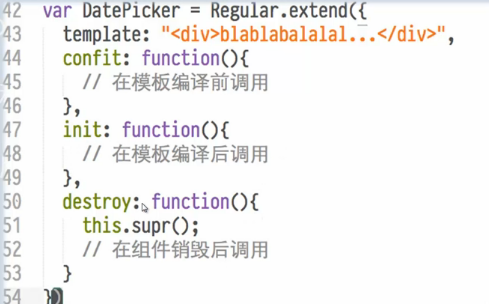 42 var DatePicker = Regular.extend({
43 template: "<div>blablabalalal...</div>",
44 confit: function(){
45 // 在模板编译前调用
46 },
47 init: function(){
48 // 在模板编译后调用
49 },
50 destroy: function(){
51 this.supr();
52 // 在组件销毁后调用
53 }
54 })